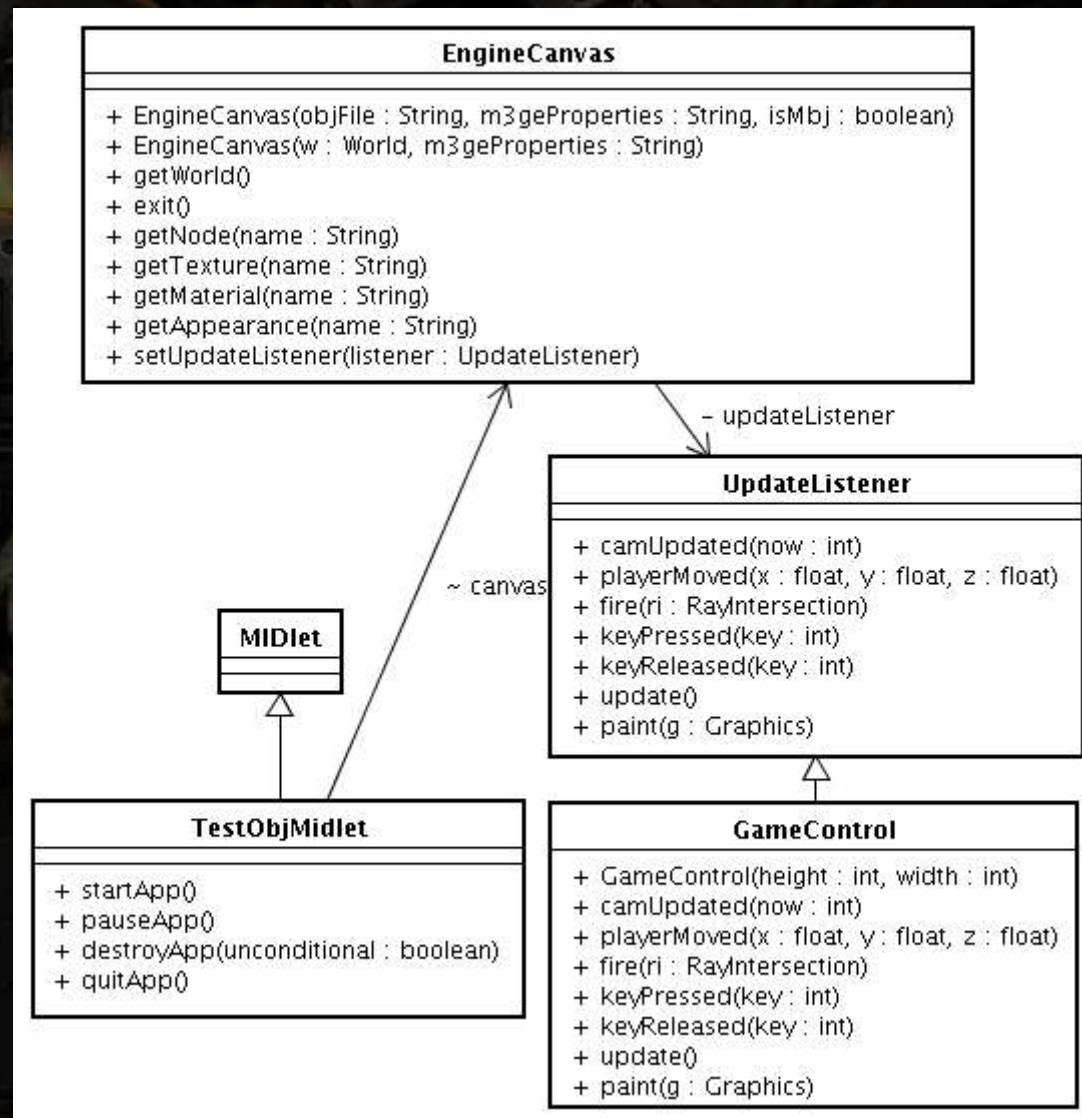 EngineCanvas
+ EngineCanvas(objFile : String, m3geProperties : String, isMbj : boolean)
+ EngineCanvas(w : World, m3geProperties : String)
+ getWorld()
+ exit()
+ getNode(name : String)
+ getTexture(name : String)
+ getMaterial(name : String)
+ getAppearance(name : String)
+ setUpdateListener(listener : UpdateListener)
- updateListener
~ canvas
UpdateListener
+ camUpdated(now : int)
+ playerMoved(x : float, y : float, z : float)
+ fire(ri : RayIntersection)
+ keyPressed(key : int)
+ keyReleased(key : int)
+ update()
+ paint(g : Graphics)
MIDlet
TestObjMidlet
+ startApp()
+ pauseApp()
+ destroyApp(unconditional : boolean)
+ quitApp()
GameControl
+ GameControl(height : int, width : int)
+ camUpdated(now : int)
+ playerMoved(x : float, y : float, z : float)
+ fire(ri : RayIntersection)
+ keyPressed(key : int)
+ keyReleased(key : int)
+ update()
+ paint(g : Graphics)